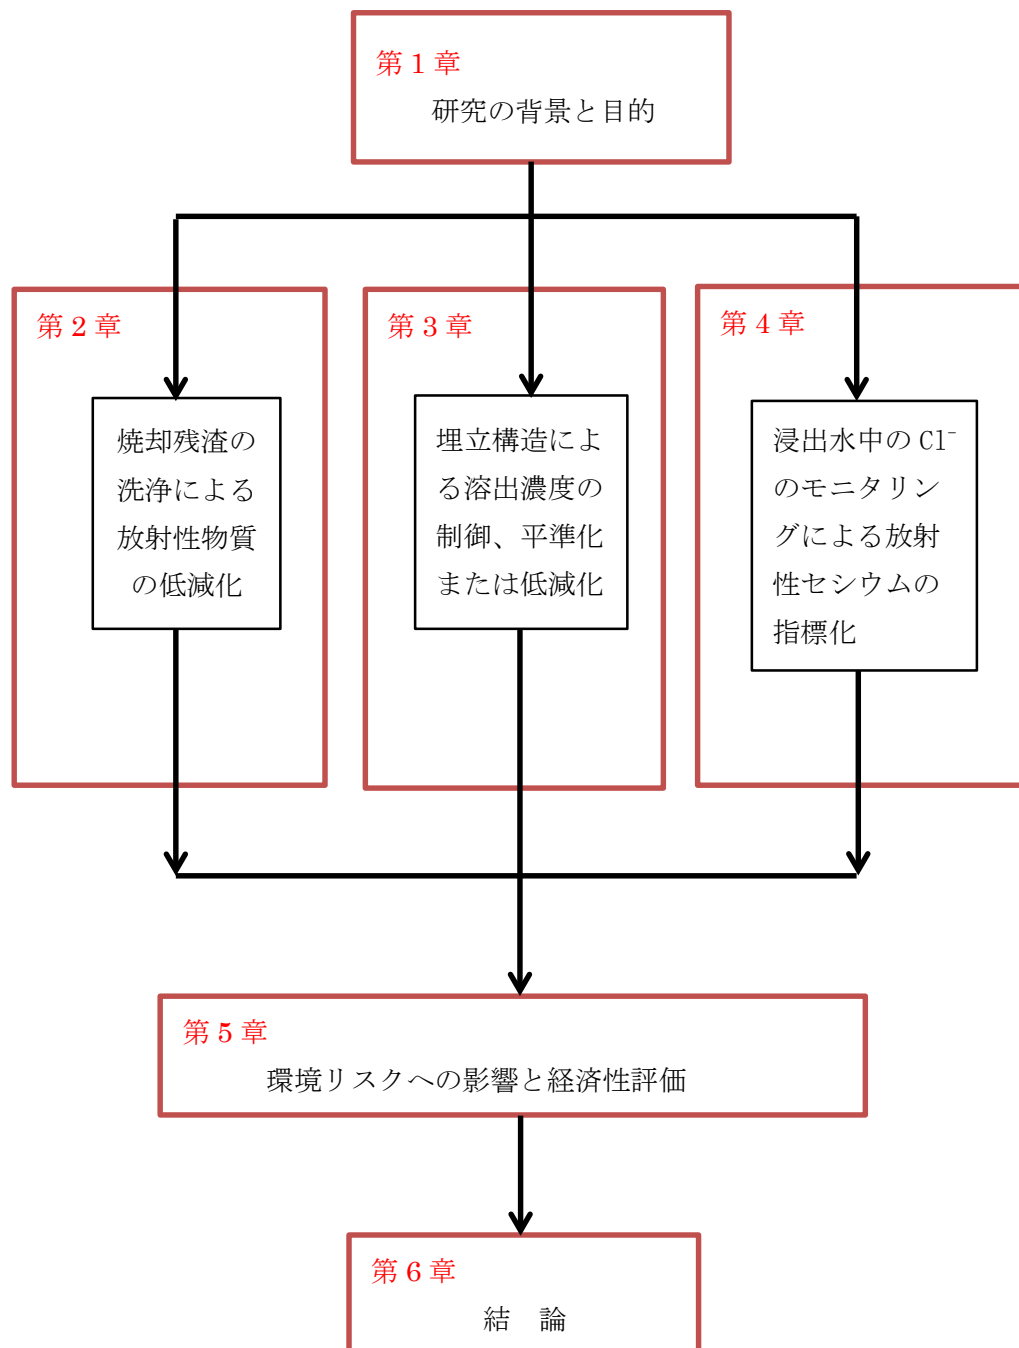 第1章
研究の背景と目的
第2章
焼却残渣の
洗浄による
放射性物質
の低減化
第3章
埋立構造によ
る溶出濃度の
制御、平準化
または低減化
第4章
浸出水中の Cl⁻
のモニタリン
グによる放射
性セシウムの
指標化
第5章
環境リスクへの影響と経済性評価
第6章
結　論